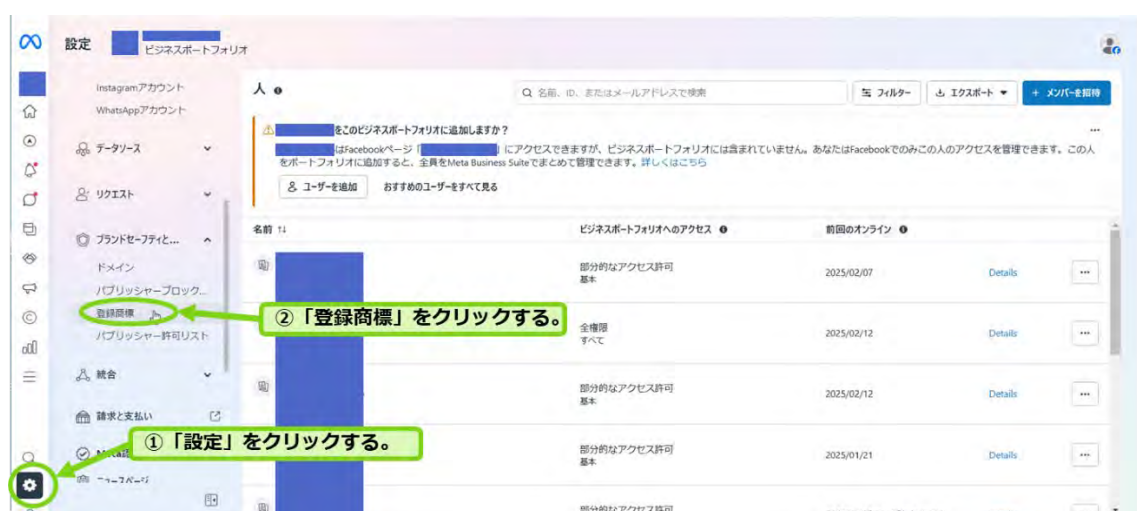 設定
ビジネスポートフォリオ
Instagramアカウント
WhatsAppアカウント
データソース
リクエスト
ブランドセーフティと...
ドメイン
パブリッシャーブロック...
登録商標
パブリッシャー許可リスト
統合
請求と支払い
ニュースページ
人
名前、ID、またはメールアドレスで検索
フィルター
エクスポート
+ メンバーを招待
をこのビジネスポートフォリオに追加しますか？
はFacebookページ「 」にアクセスできますが、ビジネスポートフォリオには含まれていません。あなたはFacebookでのみこの人のアクセスを管理できます。この人
をポートフォリオに追加すると、全員をMeta Business Suiteでまとめて管理できます。詳しくはこちら
ユーザーを追加 おすすめのユーザーをすべて見る
名前 ↑↓ ビジネスポートフォリオへのアクセス 前回のオンライン
部分的なアクセス許可
基本
2025/02/07 Details ...
②「登録商標」をクリックする。
全権限
すべて
2025/02/12 Details ...
部分的なアクセス許可
基本
2025/02/12 Details ...
①「設定」をクリックする。
部分的なアクセス許可
基本
2025/01/21 Details ...
部分的なアクセス許可